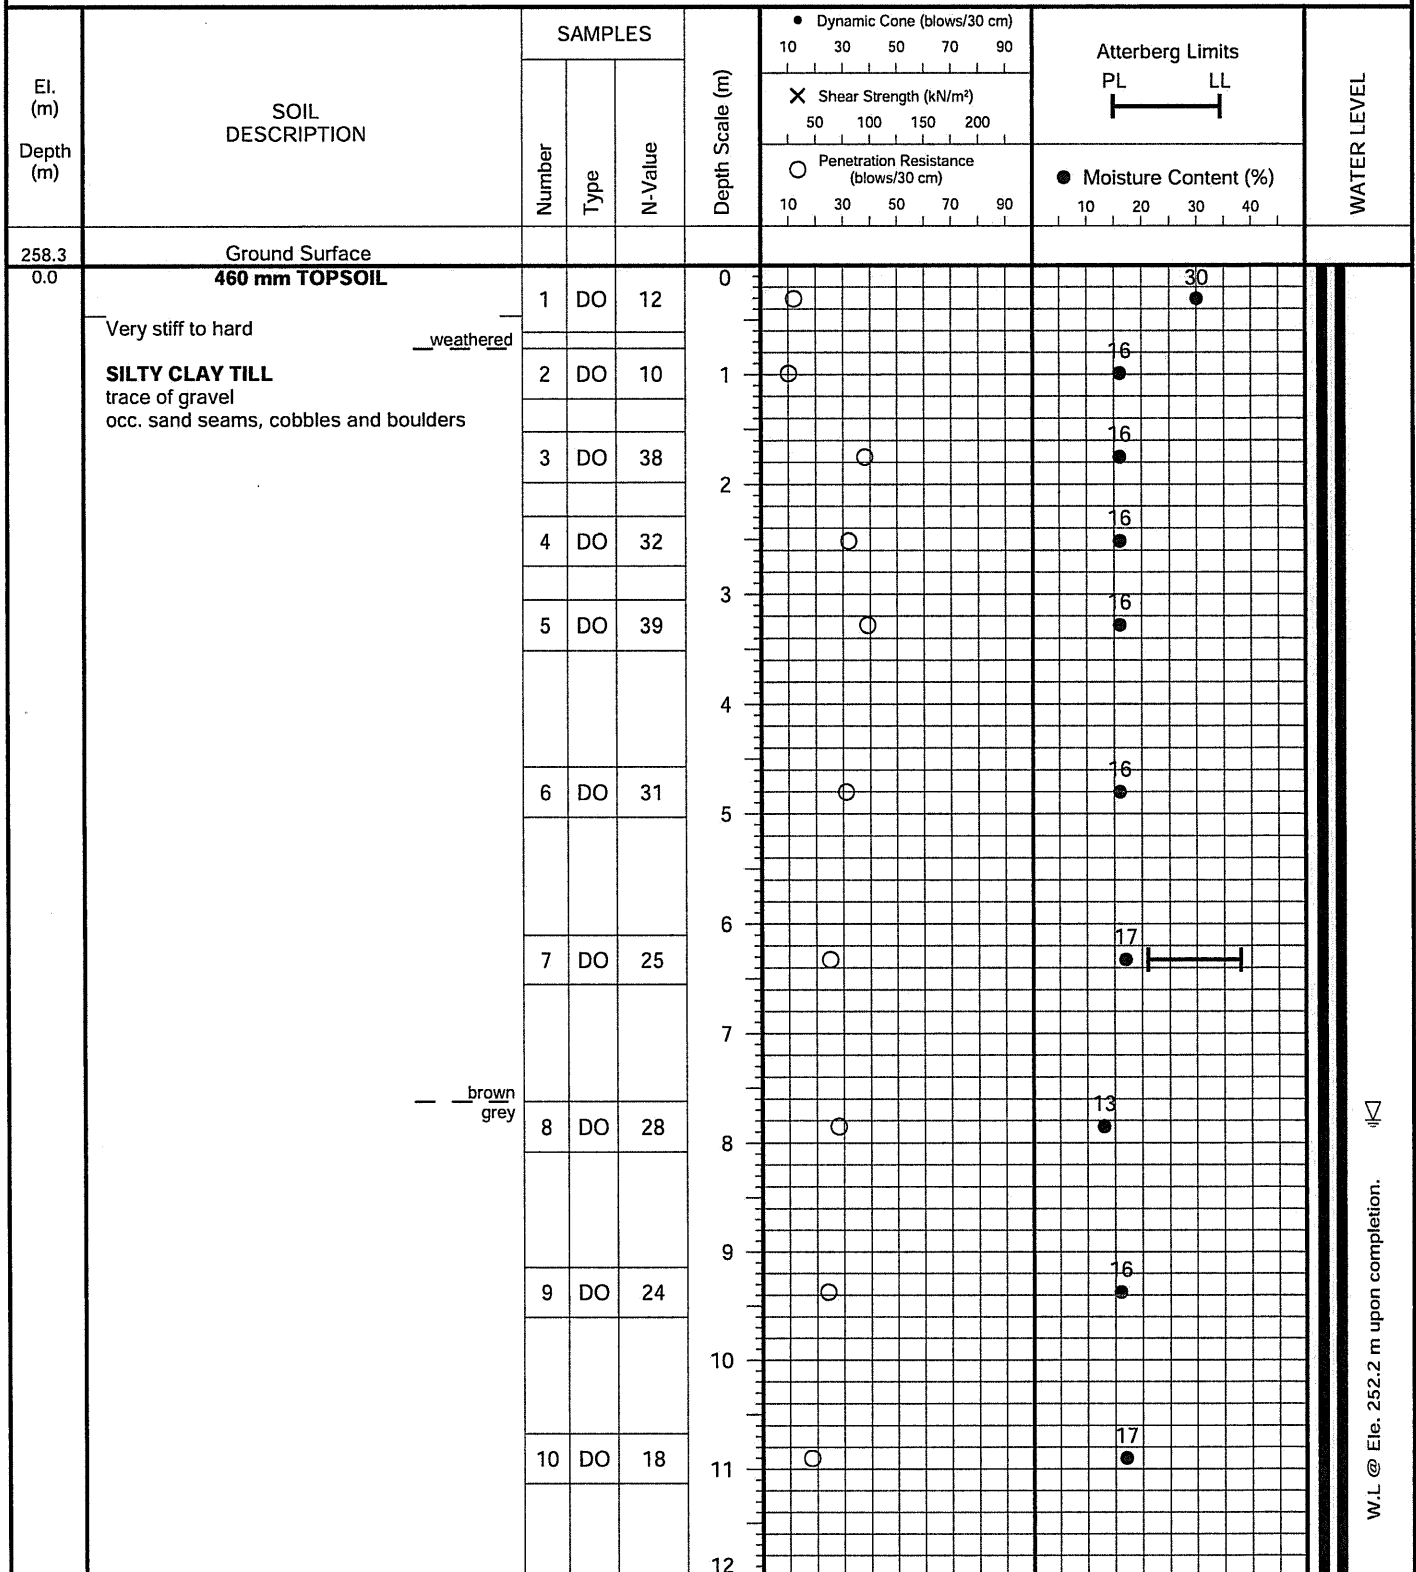 SAMPLES
El.
(m)
Depth
(m)
SOIL
DESCRIPTION
Number
Type
N-Value
Depth Scale (m)
● Dynamic Cone (blows/30 cm)
10 30 50 70 90
✕ Shear Strength (kN/m²)
50 100 150 200
○ Penetration Resistance
(blows/30 cm)
10 30 50 70 90
Atterberg Limits
PL LL
● Moisture Content (%)
10 20 30 40
WATER LEVEL
258.3 Ground Surface
0.0 460 mm TOPSOIL 0 30
1 DO 12
Very stiff to hard
weathered
16
SILTY CLAY TILL 2 DO 10 1
trace of gravel
occ. sand seams, cobbles and boulders
16
3 DO 38
2
16
4 DO 32
3
16
5 DO 39
4
16
6 DO 31
5
6
17
7 DO 25
7
brown
grey
13
8 DO 28
8
9
16
9 DO 24
10
17
10 DO 18
11
12
W.L @ Ele. 252.2 m upon completion.